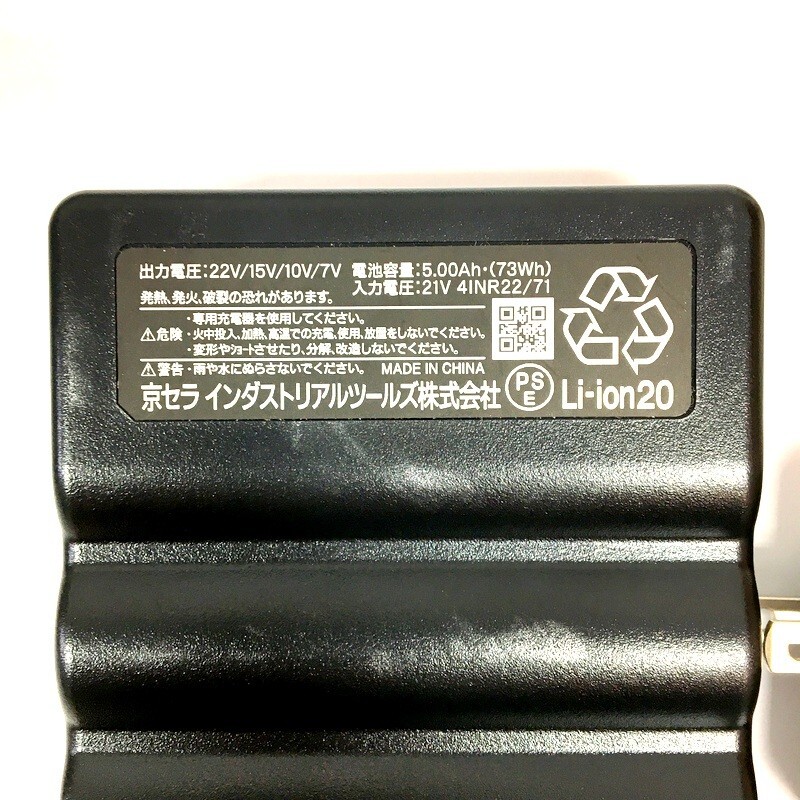 出力電圧:22V/15V/10V/7V 電池容量:5.00Ah・(73Wh)
入力電圧:21V 4INR22/71
発熱、発火、破裂の恐れがあります。
・専用充電器を使用してください。
⚠危険・火中投入、加熱、高温での充電、使用、放置をしないでください。
・変形やショートさせたり、分解、改造しないでください。
⚠警告・雨や水にぬらさないでください。 MADE IN CHINA
京セラ インダストリアルツールズ株式会社 PSE Li-ion20